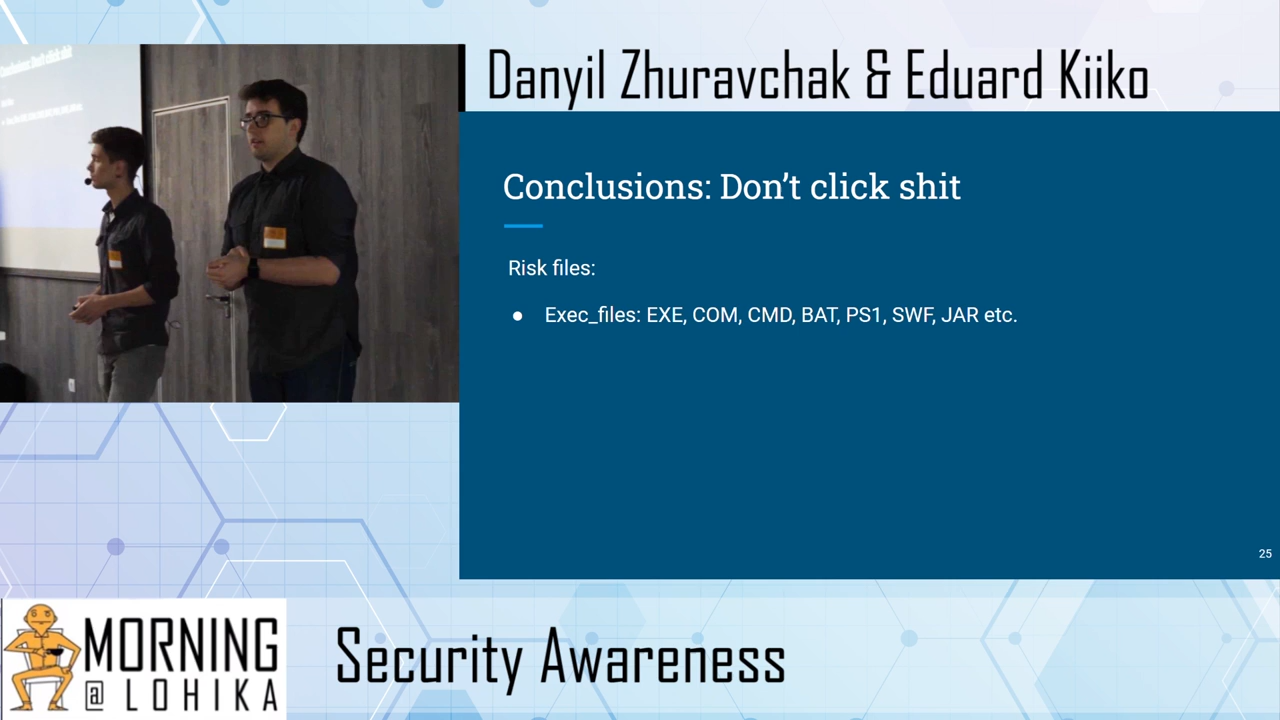 Danyil Zhuravchak & Eduard Kiiko
Conclusions: Don't click shit
Risk files:
● Exec_files: EXE, COM, CMD, BAT, PS1, SWF, JAR etc.
25
MORNING
@ LOHIKA
Security Awareness